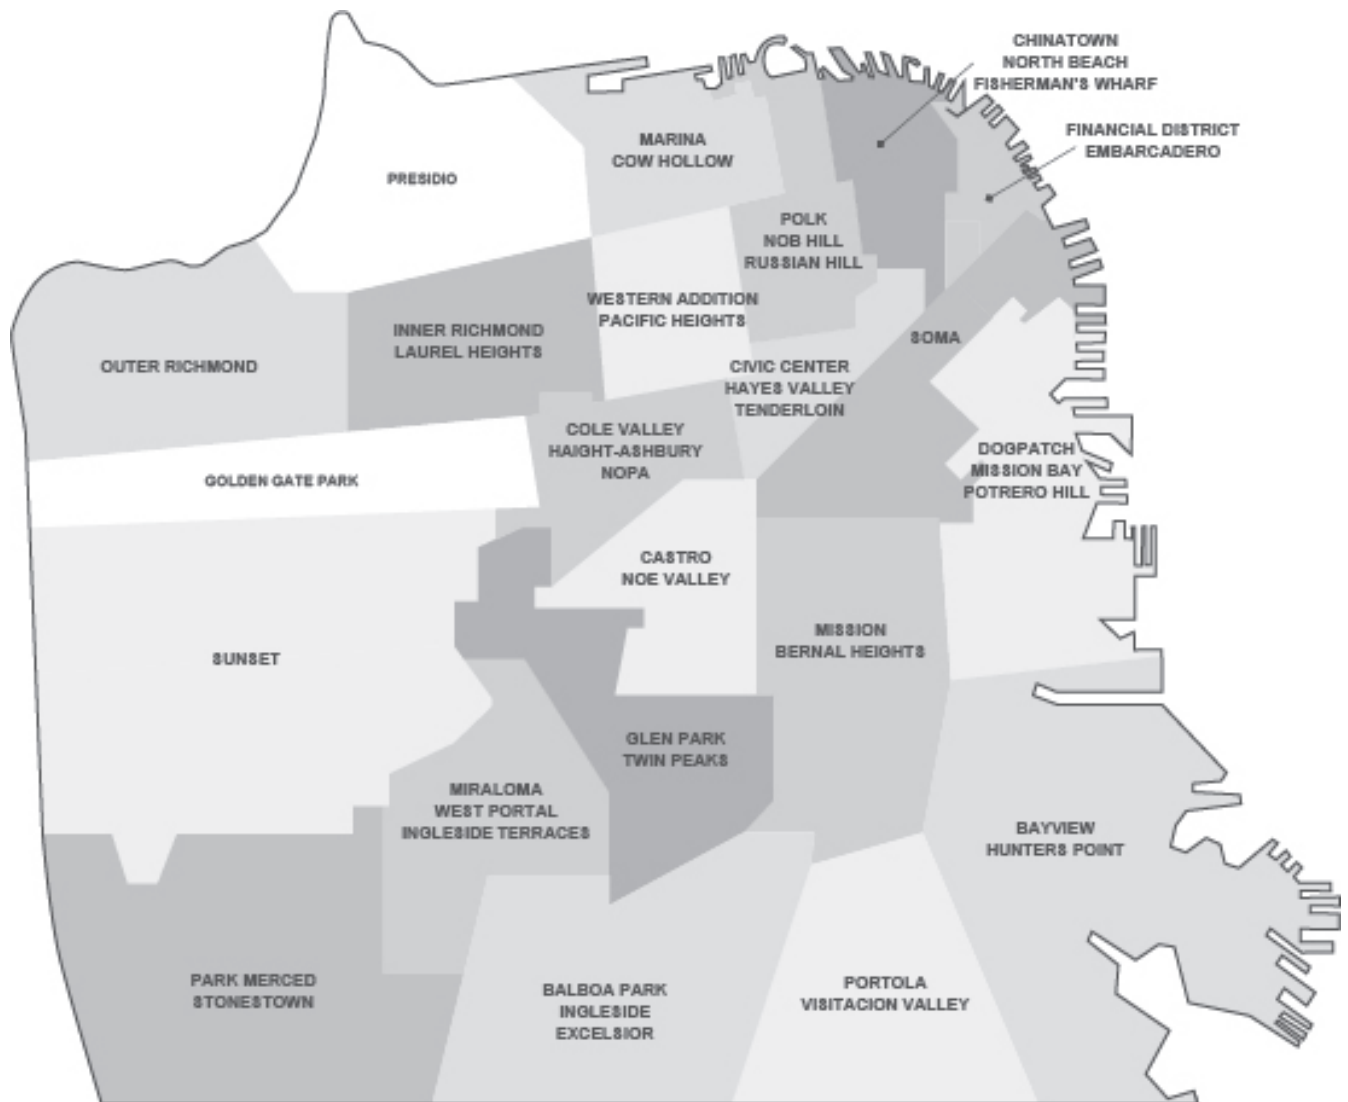 CHINATOWN
NORTH BEACH
FISHERMAN'S WHARF
FINANCIAL DISTRICT
EMBARCADERO
MARINA
COW HOLLOW
PRESIDIO
POLK
NOB HILL
RUSSIAN HILL
WESTERN ADDITION
PACIFIC HEIGHTS
INNER RICHMOND
LAUREL HEIGHTS
SOMA
OUTER RICHMOND
CIVIC CENTER
HAYES VALLEY
TENDERLOIN
COLE VALLEY
HAIGHT-ASHBURY
NOPA
DOGPATCH
MISSION BAY
POTRERO HILL
GOLDEN GATE PARK
CASTRO
NOE VALLEY
MISSION
BERNAL HEIGHTS
SUNSET
GLEN PARK
TWIN PEAKS
MIRALOMA
WEST PORTAL
INGLESIDE TERRACES
BAYVIEW
HUNTERS POINT
PARK MERCED
STONESTOWN
BALBOA PARK
INGLESIDE
EXCELSIOR
PORTOLA
VISITACION VALLEY